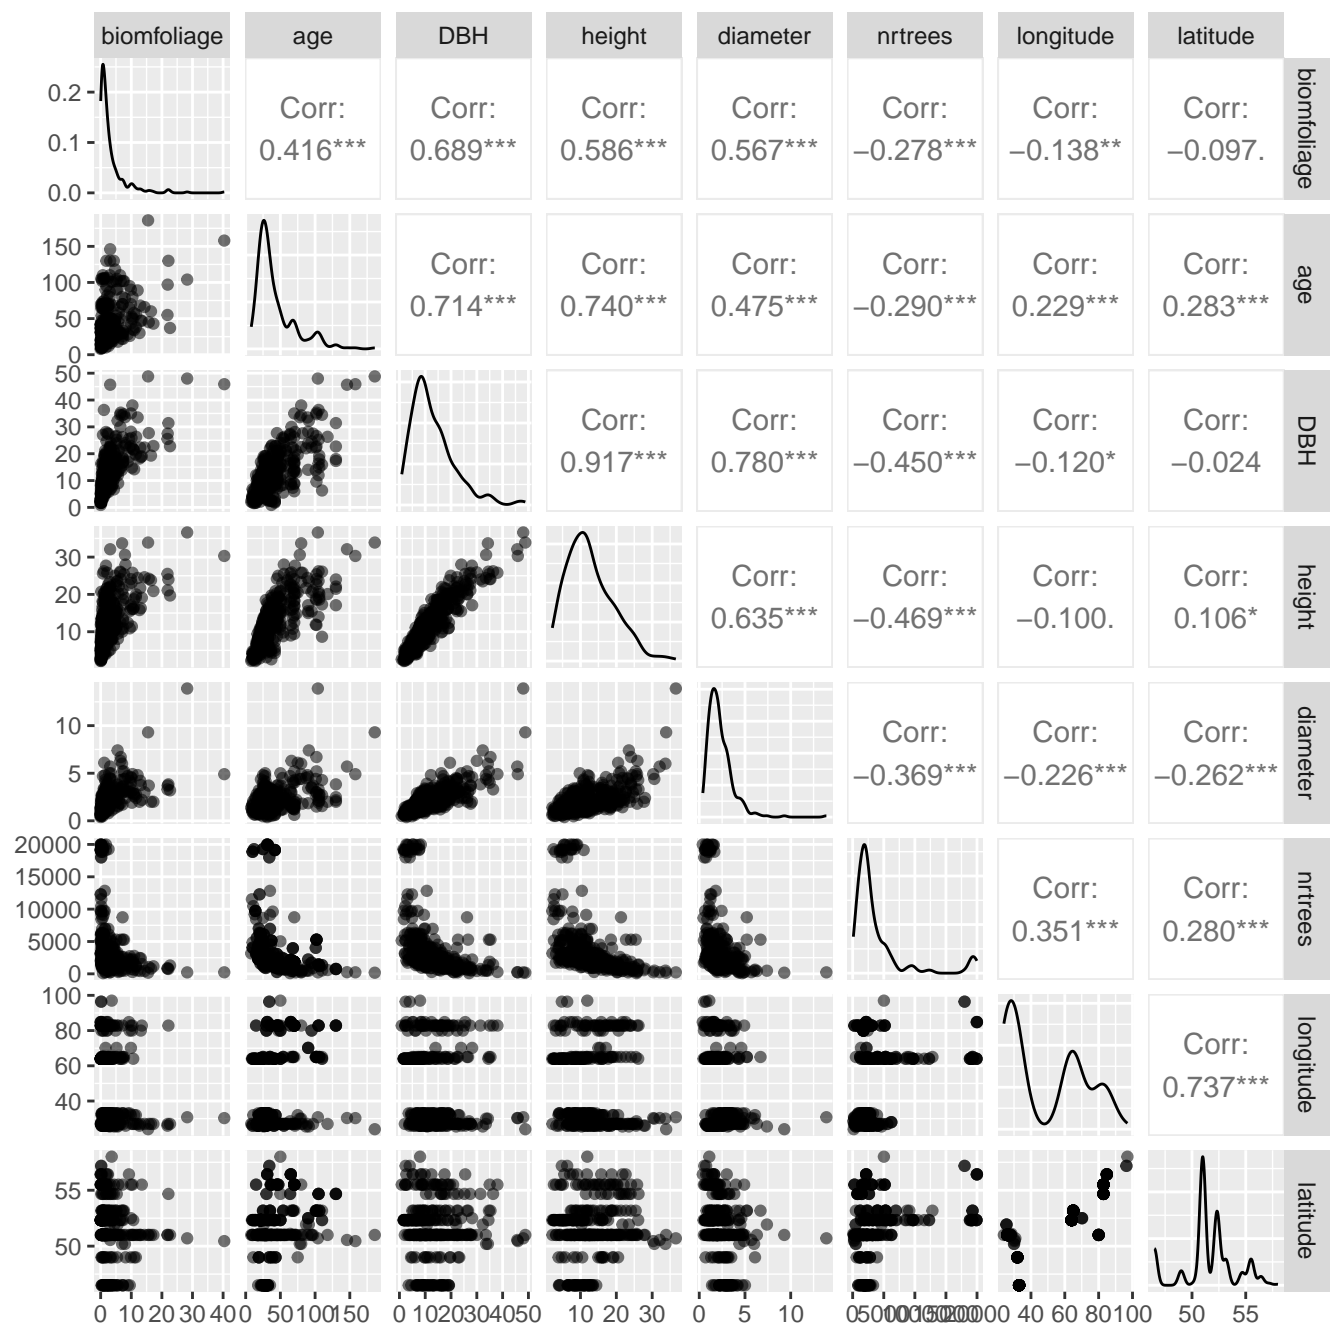 biomfoliage age DBH height diameter nrtrees longitude latitude
0.2
0.1
0.0
Corr: Corr: Corr: Corr: Corr: Corr: Corr:
0.416*** 0.689*** 0.586*** 0.567*** −0.278*** −0.138** −0.097.
biomfoliage
150
100
50
0
Corr: Corr: Corr: Corr: Corr: Corr:
0.714*** 0.740*** 0.475*** −0.290*** 0.229*** 0.283***
age
50
40
30
20
10
0
Corr: Corr: Corr: Corr: Corr:
0.917*** 0.780*** −0.450*** −0.120* −0.024
DBH
30
20
10
Corr: Corr: Corr: Corr:
0.635*** −0.469*** −0.100. 0.106*
height
10
5
0
Corr: Corr: Corr:
−0.369*** −0.226*** −0.262***
diameter
20000
15000
10000
5000
0
Corr: Corr:
0.351*** 0.280***
nrtrees
100
80
60
40
Corr:
0.737***
longitude
55
50
latitude
0 10 20 30 40 0 50 100 150 0 10 20 30 40 50 10 20 30 0 5 10 0 5000 10000 15000 20000 40 60 80 100 50 55